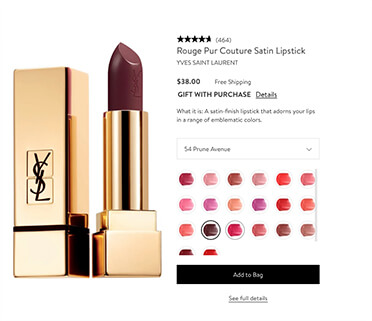 ★★★★★ (464)
Rouge Pur Couture Satin Lipstick
YVES SAINT LAURENT
$38.00 Free Shipping
GIFT WITH PURCHASE Details
What it is: A satin-finish lipstick that adorns your lips
in a range of emblematic colors.
54 Prune Avenue
Add to Bag
See full details
YSL